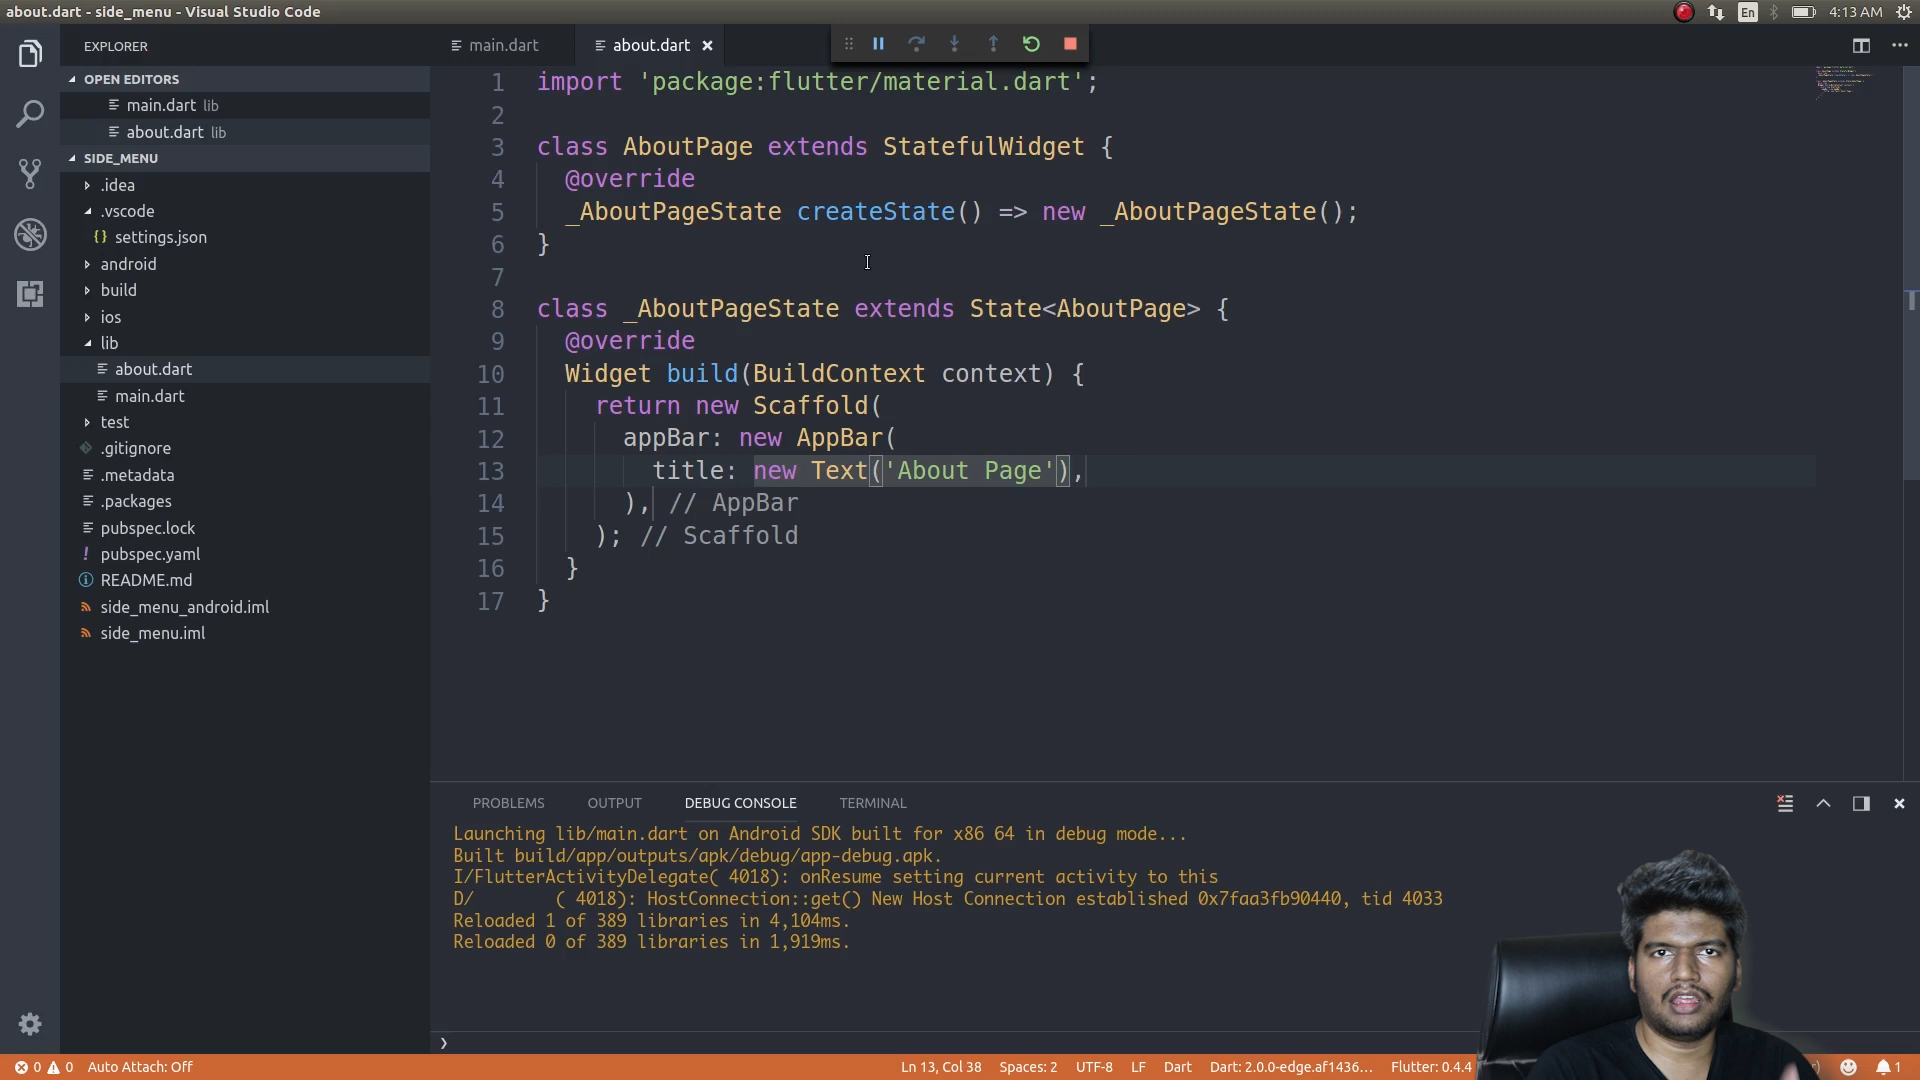 about.dart - side_menu - Visual Studio Code
En
4:13 AM
EXPLORER
OPEN EDITORS
main.dart lib
about.dart lib
SIDE_MENU
.idea
.vscode
{} settings.json
android
build
ios
lib
about.dart
main.dart
test
.gitignore
.metadata
.packages
pubspec.lock
! pubspec.yaml
README.md
side_menu_android.iml
side_menu.iml
main.dart
about.dart
1 import 'package:flutter/material.dart';
2
3 class AboutPage extends StatefulWidget {
4 @override
5 _AboutPageState createState() => new _AboutPageState();
6 }
7
8 class _AboutPageState extends State<AboutPage> {
9 @override
10 Widget build(BuildContext context) {
11 return new Scaffold(
12 appBar: new AppBar(
13 title: new Text('About Page'),
14 ), // AppBar
15 ); // Scaffold
16 }
17 }
PROBLEMS
OUTPUT
DEBUG CONSOLE
TERMINAL
Launching lib/main.dart on Android SDK built for x86 64 in debug mode...
Built build/app/outputs/apk/debug/app-debug.apk.
I/FlutterActivityDelegate( 4018): onResume setting current activity to this
D/ ( 4018): HostConnection::get() New Host Connection established 0x7faa3fb90440, tid 4033
Reloaded 1 of 389 libraries in 4,104ms.
Reloaded 0 of 389 libraries in 1,919ms.
0 0 Auto Attach: Off
Ln 13, Col 38
Spaces: 2
UTF-8
LF
Dart
Dart: 2.0.0-edge.af1436...
Flutter: 0.4.4
1